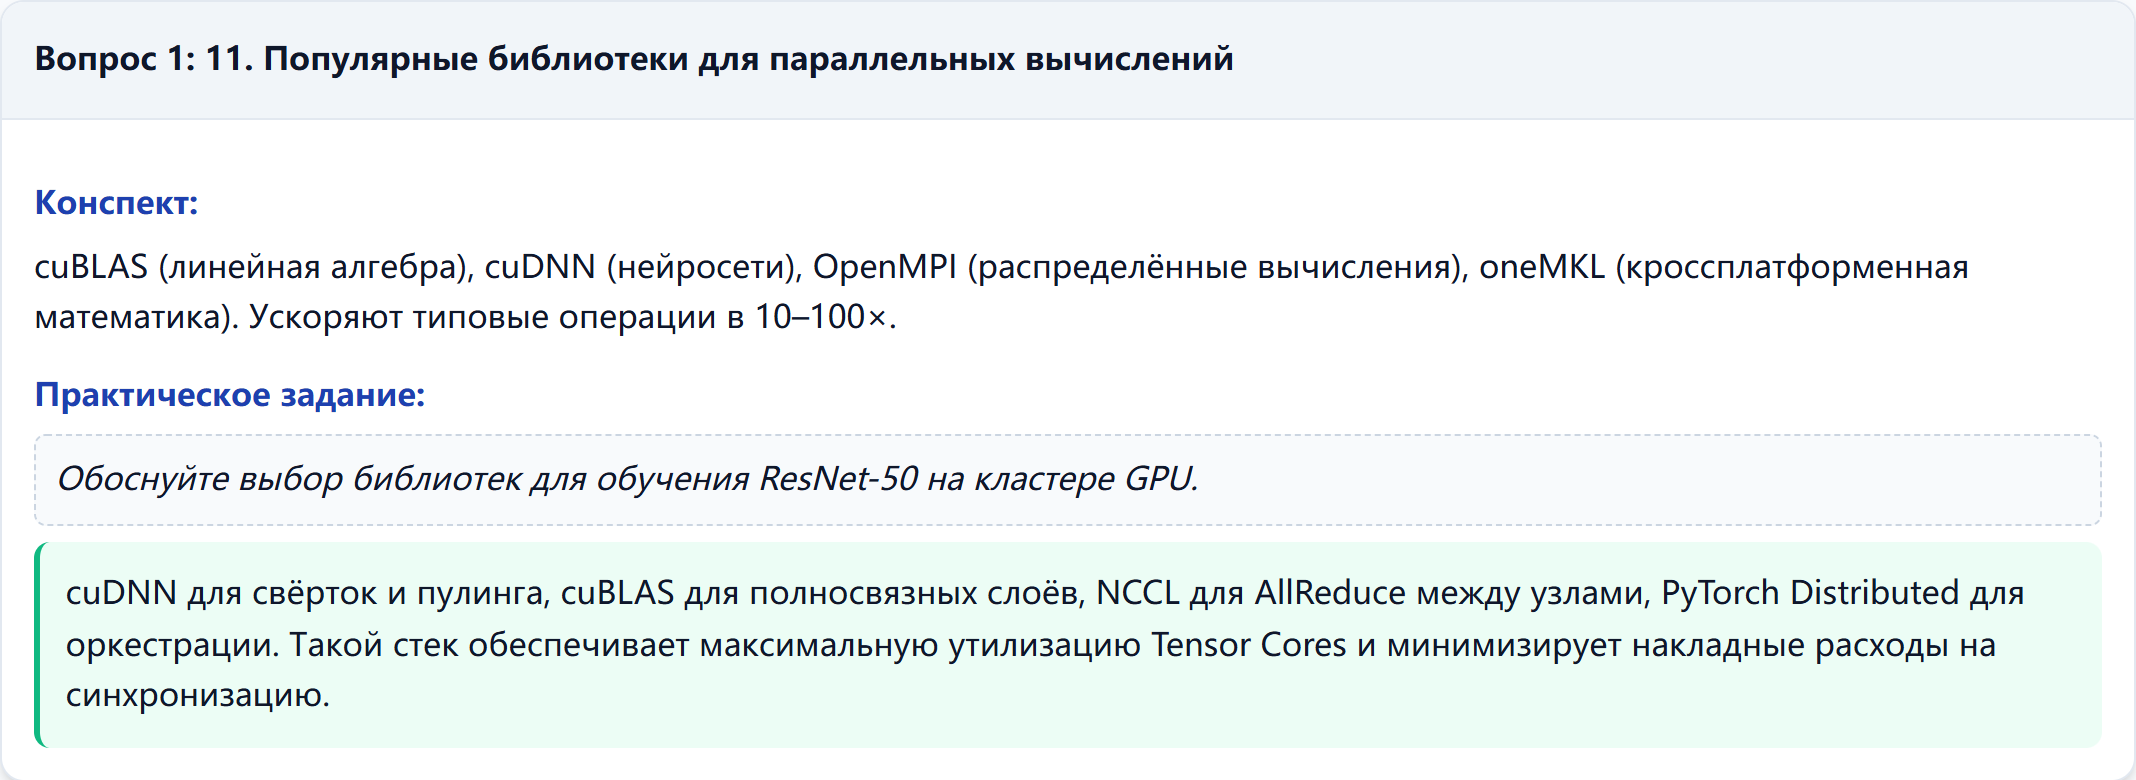 Вопрос 1: 11. Популярные библиотеки для параллельных вычислений
Конспект:
cuBLAS (линейная алгебра), cuDNN (нейросети), OpenMPI (распределённые вычисления), oneMKL (кроссплатформенная
математика). Ускоряют типовые операции в 10–100×.
Практическое задание:
Обоснуйте выбор библиотек для обучения ResNet-50 на кластере GPU.
cuDNN для свёрток и пулинга, cuBLAS для полносвязных слоёв, NCCL для AllReduce между узлами, PyTorch Distributed для
оркестрации. Такой стек обеспечивает максимальную утилизацию Tensor Cores и минимизирует накладные расходы на
синхронизацию.